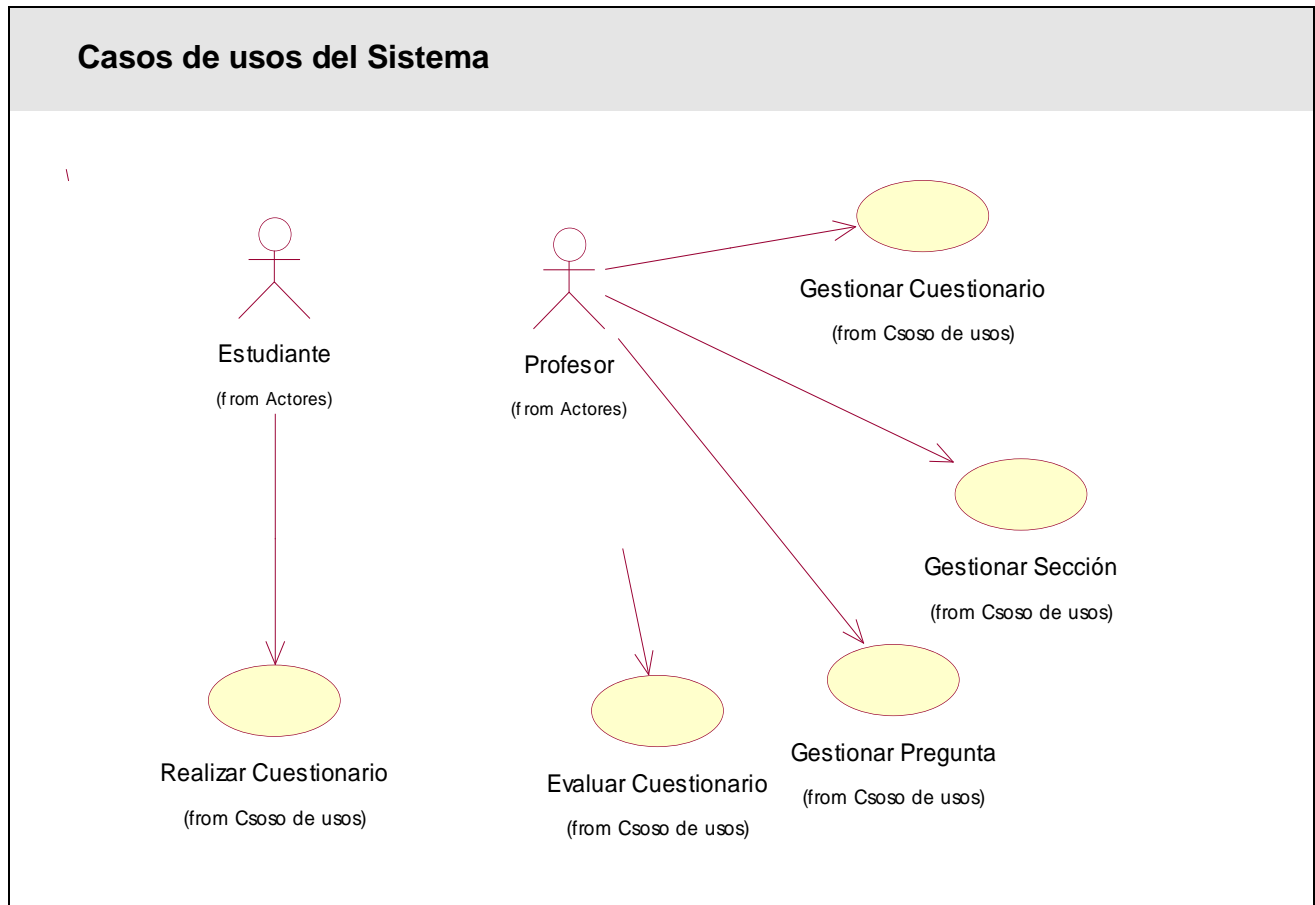 Casos de usos del Sistema
Estudiante
(from Actores)
Profesor
(from Actores)
Gestionar Cuestionario
(from Csoso de usos)
Gestionar Sección
(from Csoso de usos)
Gestionar Pregunta
(from Csoso de usos)
Realizar Cuestionario
(from Csoso de usos)
Evaluar Cuestionario
(from Csoso de usos)